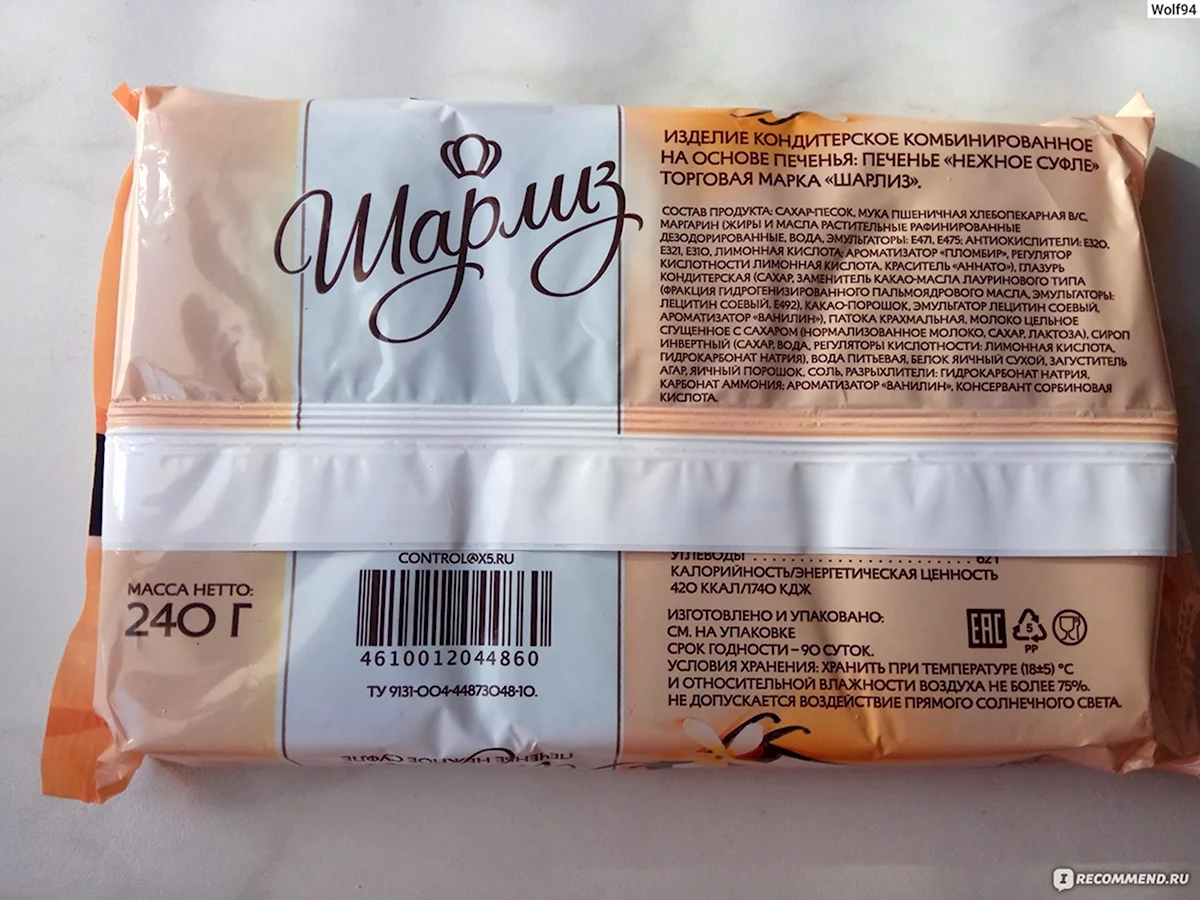 Wolf94
Шарлиз
ИЗДЕЛИЕ КОНДИТЕРСКОЕ КОМБИНИРОВАННОЕ
НА ОСНОВЕ ПЕЧЕНЬЯ: ПЕЧЕНЬЕ «НЕЖНОЕ СУФЛЕ»
ТОРГОВАЯ МАРКА «ШАРЛИЗ».
СОСТАВ ПРОДУКТА: САХАР-ПЕСОК, МУКА ПШЕНИЧНАЯ ХЛЕБОПЕКАРНАЯ В/С,
МАРГАРИН (ЖИРЫ И МАСЛА РАСТИТЕЛЬНЫЕ РАФИНИРОВАННЫЕ
ДЕЗОДОРИРОВАННЫЕ, ВОДА, ЭМУЛЬГАТОРЫ: Е471, Е475; АНТИОКИСЛИТЕЛИ: Е320,
Е321, Е310, ЛИМОННАЯ КИСЛОТА; АРОМАТИЗАТОР «ПЛОМБИР», РЕГУЛЯТОР
КИСЛОТНОСТИ ЛИМОННАЯ КИСЛОТА, КРАСИТЕЛЬ «АННАТО»), ГЛАЗУРЬ
КОНДИТЕРСКАЯ (САХАР, ЗАМЕНИТЕЛЬ КАКАО-МАСЛА ЛАУРИНОВОГО ТИПА
(ФРАКЦИЯ ГИДРОГЕНИЗИРОВАННОГО ПАЛЬМОЯДРОВОГО МАСЛА, ЭМУЛЬГАТОРЫ:
ЛЕЦИТИН СОЕВЫЙ, Е492), КАКАО-ПОРОШОК, ЭМУЛЬГАТОР ЛЕЦИТИН СОЕВЫЙ,
АРОМАТИЗАТОР «ВАНИЛИН»), ПАТОКА КРАХМАЛЬНАЯ, МОЛОКО ЦЕЛЬНОЕ
СГУЩЕННОЕ С САХАРОМ (НОРМАЛИЗОВАННОЕ МОЛОКО, САХАР, ЛАКТОЗА), СИРОП
ИНВЕРТНЫЙ (САХАР, ВОДА, РЕГУЛЯТОРЫ КИСЛОТНОСТИ: ЛИМОННАЯ КИСЛОТА,
ГИДРОКАРБОНАТ НАТРИЯ), ВОДА ПИТЬЕВАЯ, БЕЛОК ЯИЧНЫЙ СУХОЙ, ЗАГУСТИТЕЛЬ
АГАР, ЯИЧНЫЙ ПОРОШОК, СОЛЬ, РАЗРЫХЛИТЕЛИ: ГИДРОКАРБОНАТ НАТРИЯ,
КАРБОНАТ АММОНИЯ; АРОМАТИЗАТОР «ВАНИЛИН», КОНСЕРВАНТ СОРБИНОВАЯ
КИСЛОТА.
МАССА НЕТТО:
240 Г
CONTROL@X5.RU
4610012044860
ТУ 9131-004-44873048-10.
ПЕЧЕНЬЕ НЕЖНОЕ СУФЛЕ
УГЛЕВОДЫ .......... 62 Г
КАЛОРИЙНОСТЬ/ЭНЕРГЕТИЧЕСКАЯ ЦЕННОСТЬ
420 ККАЛ/1740 КДЖ
ИЗГОТОВЛЕНО И УПАКОВАНО:
СМ. НА УПАКОВКЕ
СРОК ГОДНОСТИ – 90 СУТОК.
УСЛОВИЯ ХРАНЕНИЯ: ХРАНИТЬ ПРИ ТЕМПЕРАТУРЕ (18±5) °С
И ОТНОСИТЕЛЬНОЙ ВЛАЖНОСТИ ВОЗДУХА НЕ БОЛЕЕ 75%.
НЕ ДОПУСКАЕТСЯ ВОЗДЕЙСТВИЕ ПРЯМОГО СОЛНЕЧНОГО СВЕТА.
EAC
5
PP
IRECOMMEND.RU